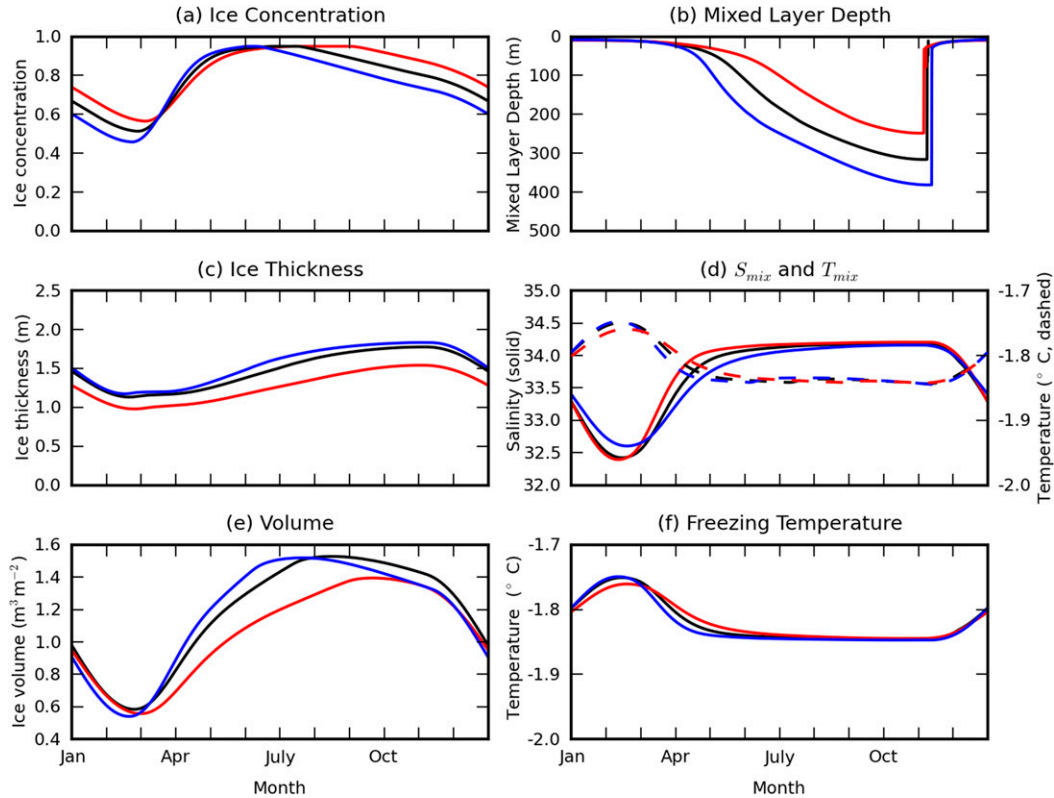 (a) Ice Concentration
1.0
0.8
0.6
0.4
0.2
0.0
Ice concentration
(b) Mixed Layer Depth
0
100
200
300
400
500
Mixed Layer Depth (m)
(c) Ice Thickness
2.5
2.0
1.5
1.0
0.5
0.0
Ice thickness (m)
(d) S_{mix} and T_{mix}
35.0
34.5
34.0
33.5
33.0
32.5
32.0
Salinity (solid)
-1.7
-1.8
-1.9
-2.0
Temperature (° C, dashed)
(e) Volume
1.6
1.4
1.2
1.0
0.8
0.6
0.4
Ice volume (m³ m⁻²)
Jan Apr July Oct
Month
(f) Freezing Temperature
-1.7
-1.8
-1.9
-2.0
Temperature (° C)
Jan Apr July Oct
Month